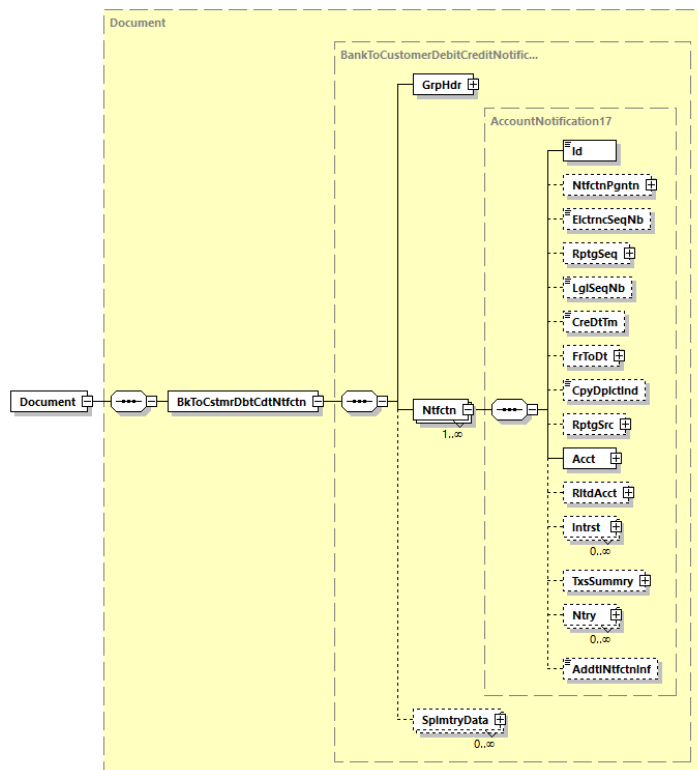 Document
BankToCustomerDebitCreditNotific...
GrpHdr
AccountNotification17
Id
NtfctnPgntn
ElctrncSeqNb
RptgSeq
LglSeqNb
CreDtTm
FrToDt
CpyDplctInd
RptgSrc
Document
BkToCstmrDbtCdtNtfctn
Ntfctn
1..∞
Acct
RltdAcct
Intrst
0..∞
TxsSummry
Ntry
0..∞
AddtlNtfctnInf
SplmtryData
0..∞